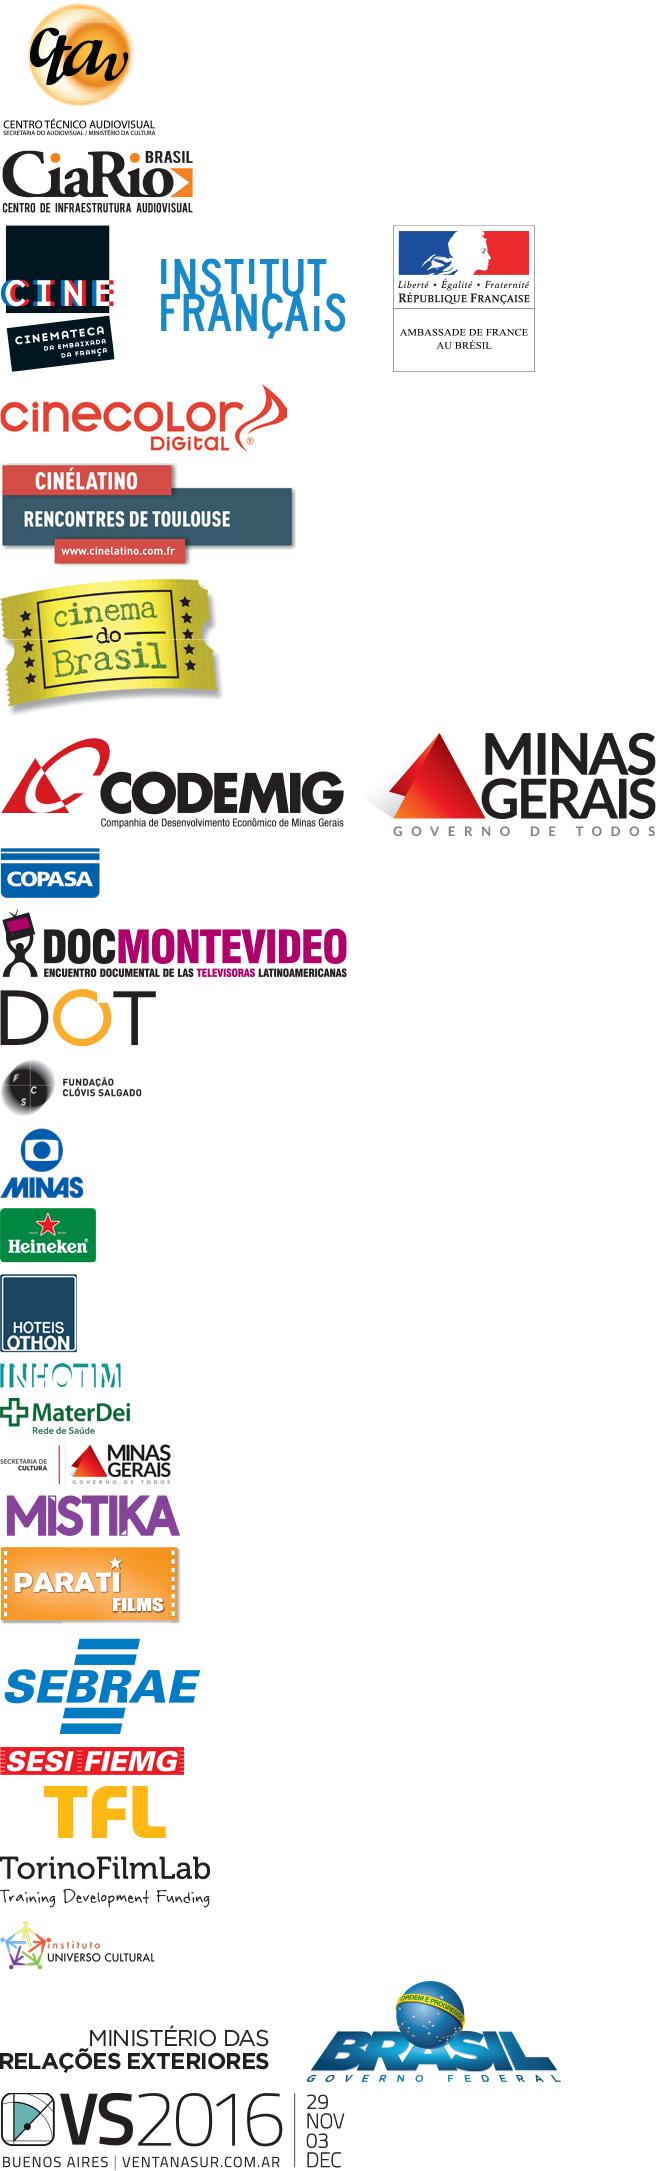 ctav
CENTRO TÉCNICO AUDIOVISUAL
SECRETARIA DO AUDIOVISUAL / MINISTÉRIO DA CULTURA
BRASIL
CiaRio
CENTRO DE INFRAESTRUTURA AUDIOVISUAL
CINE
CINEMATECA
DA EMBAIXADA
DA FRANÇA
INSTITUT
FRANÇAIS
Liberté • Égalité • Fraternité
RÉPUBLIQUE FRANÇAISE
AMBASSADE DE FRANCE
AU BRÉSIL
cinecolor
DiGital ®
CINÉLATINO
RENCONTRES DE TOULOUSE
www.cinelatino.com.fr
cinema
do
Brasil
CODEMIG
Companhia de Desenvolvimento Econômico de Minas Gerais
MINAS
GERAIS
GOVERNO DE TODOS
COPASA
DOCMONTEVIDEO
ENCUENTRO DOCUMENTAL DE LAS TELEVISORAS LATINOAMERICANAS
DOT
F
C
S
FUNDAÇÃO
CLÓVIS SALGADO
MINAS
Heineken®
HOTEIS
OTHON
INHOTIM
MaterDei
Rede de Saúde
SECRETARIA DE
CULTURA
MINAS
GERAIS
GOVERNO DE TODOS
MISTIKA
PARATI
FILMS
SEBRAE
SESI FIEMG
TFL
TorinoFilmLab
Training Development Funding
instituto
UNIVERSO CULTURAL
MINISTÉRIO DAS
RELAÇÕES EXTERIORES
ORDEM E PROGRESSO
BRASIL
GOVERNO FEDERAL
VS2016
BUENOS AIRES | VENTANASUR.COM.AR
29
NOV
03
DEC